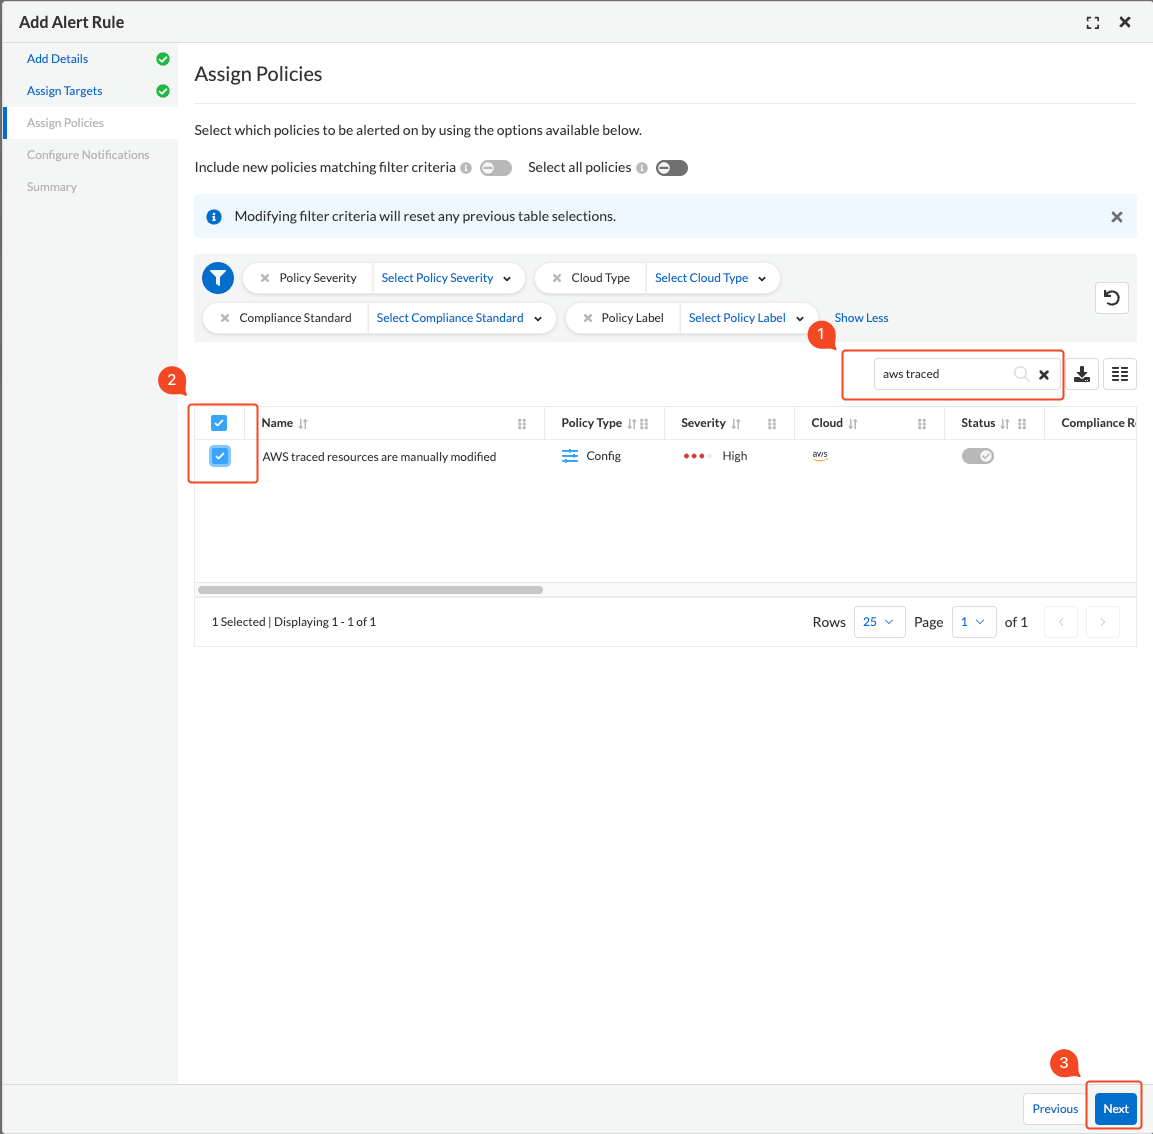 Add Alert Rule
Add Details
Assign Targets
Assign Policies
Configure Notifications
Summary
Assign Policies
Select which policies to be alerted on by using the options available below.
Include new policies matching filter criteria Select all policies
Modifying filter criteria will reset any previous table selections.
Policy Severity Select Policy Severity Cloud Type Select Cloud Type
Compliance Standard Select Compliance Standard Policy Label Select Policy Label Show Less
1
aws traced
2
Name Policy Type Severity Cloud Status Compliance Re
AWS traced resources are manually modified Config High aws
1 Selected | Displaying 1 - 1 of 1 Rows 25 Page 1 of 1
3
Previous Next